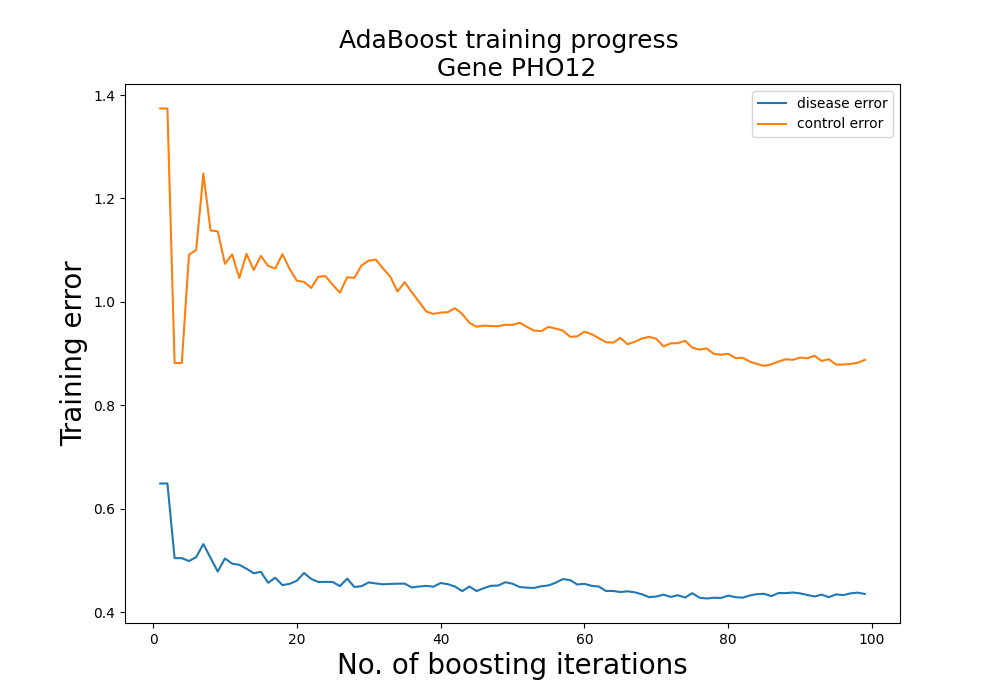 AdaBoost training progress
Gene PHO12
disease error
control error
Training error
1.4
1.2
1.0
0.8
0.6
0.4
0 20 40 60 80 100
No. of boosting iterations